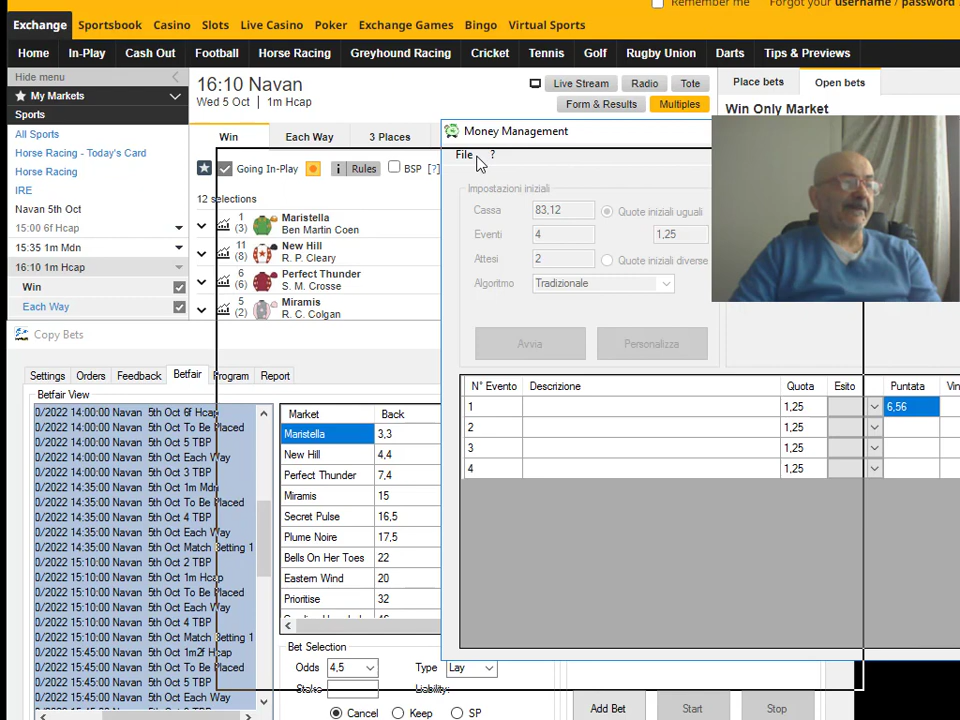 Remember me
Forgot your username / password
Exchange Sportsbook Casino Slots Live Casino Poker Exchange Games Bingo Virtual Sports
Home In-Play Cash Out Football Horse Racing Greyhound Racing Cricket Tennis Golf Rugby Union Darts Tips & Previews
Hide menu
My Markets
Sports
All Sports
Horse Racing - Today's Card
Horse Racing
IRE
Navan 5th Oct
15:00 6f Hcap
15:35 1m Mdn
16:10 1m Hcap
Win
Each Way
16:10 Navan
Wed 5 Oct | 1m Hcap
Live Stream Radio Tote
Form & Results Multiples
Win Each Way 3 Places
Going In-Play i Rules BSP [?]
12 selections
1 Maristella
(3) Ben Martin Coen
11 New Hill
(8) R. P. Cleary
6 Perfect Thunder
(6) S. M. Crosse
5 Miramis
(2) R. C. Colgan
Place bets Open bets
Win Only Market
Money Management
File ?
Impostazioni iniziali
Cassa 83,12 Quote iniziali uguali
Eventi 4 1,25
Attesi 2 Quote iniziali diverse
Algoritmo Tradizionale
Avvia Personalizza
N° Evento Descrizione Quota Esito Puntata Vin
1 1,25 6,56
2 1,25
3 1,25
4 1,25
Copy Bets
Settings Orders Feedback Betfair Program Report
Betfair View
0/2022 14:00:00 Navan 5th Oct 6f Hcap
0/2022 14:00:00 Navan 5th Oct To Be Placed
0/2022 14:00:00 Navan 5th Oct 5 TBP
0/2022 14:00:00 Navan 5th Oct Each Way
0/2022 14:00:00 Navan 5th Oct 3 TBP
0/2022 14:35:00 Navan 5th Oct 1m Mdn
0/2022 14:35:00 Navan 5th Oct To Be Placed
0/2022 14:35:00 Navan 5th Oct 4 TBP
0/2022 14:35:00 Navan 5th Oct Each Way
0/2022 14:35:00 Navan 5th Oct Match Betting 1
0/2022 15:10:00 Navan 5th Oct 2 TBP
0/2022 15:10:00 Navan 5th Oct 1m Hcap
0/2022 15:10:00 Navan 5th Oct To Be Placed
0/2022 15:10:00 Navan 5th Oct Each Way
0/2022 15:10:00 Navan 5th Oct 4 TBP
0/2022 15:10:00 Navan 5th Oct Match Betting 1
0/2022 15:45:00 Navan 5th Oct 1m2f Hcap
0/2022 15:45:00 Navan 5th Oct To Be Placed
0/2022 15:45:00 Navan 5th Oct 5 TBP
0/2022 15:45:00 Navan 5th Oct Each Way
Market Back
Maristella 3,3
New Hill 4,4
Perfect Thunder 7,4
Miramis 15
Secret Pulse 16,5
Plume Noire 17,5
Bells On Her Toes 22
Eastern Wind 20
Prioritise 32
Bet Selection
Odds 4,5 Type Lay
Stake Liability:
Cancel Keep SP
Add Bet Start Stop